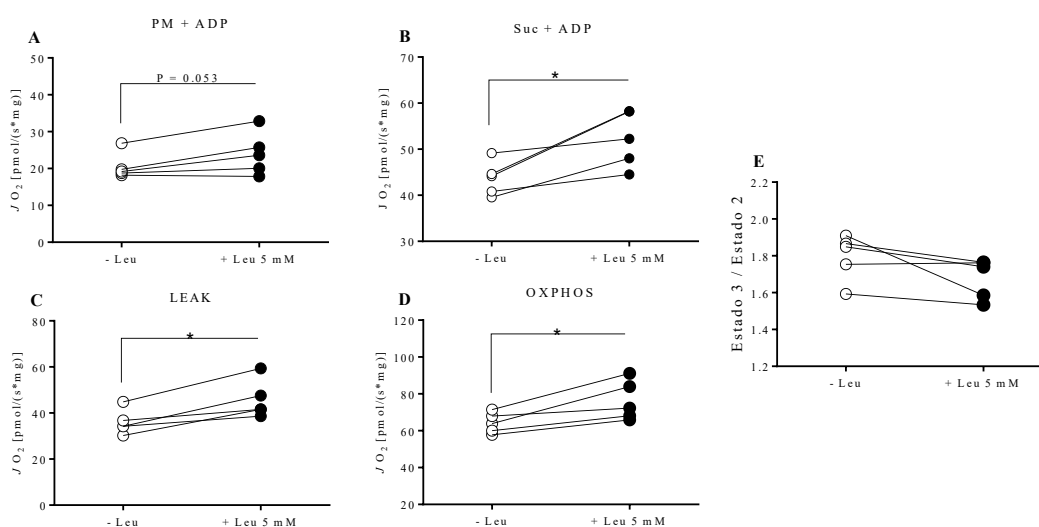 A
PM + ADP
J O2 [pmol/(s*mg)]
50
40
30
20
10
0
P = 0.053
- Leu
+ Leu 5 mM
B
Suc + ADP
J O2 [pmol/(s*mg)]
70
60
50
40
30
*
- Leu
+ Leu 5 mM
C
LEAK
J O2 [pmol/(s*mg)]
80
60
40
20
0
*
- Leu
+ Leu 5 mM
D
OXPHOS
J O2 [pmol/(s*mg)]
120
100
80
60
40
20
*
- Leu
+ Leu 5 mM
E
Estado 3 / Estado 2
2.2
2.0
1.8
1.6
1.4
1.2
- Leu
+ Leu 5 mM